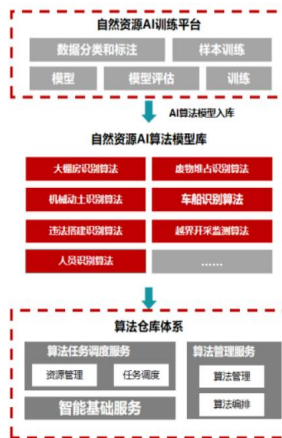 自然资源AI训练平台
数据分类和标注
样本训练
模型
模型评估
训练
AI算法模型入库
自然资源AI算法模型库
大棚房识别算法
废物堆占识别算法
机械动土识别算法
车船识别算法
违法搭建识别算法
越界开采监测算法
人员识别算法
……
算法仓库体系
算法任务调度服务
算法管理服务
资源管理
任务调度
算法管理
智能基础服务
算法编排